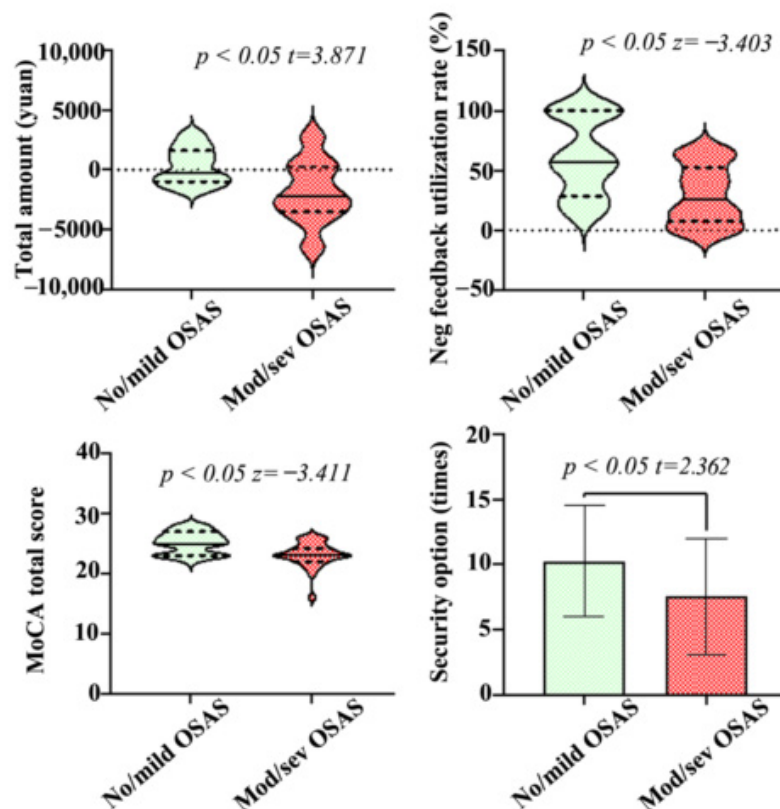 Total amount (yuan)
10,000
5000
0
−5000
−10,000
p < 0.05 t=3.871
No/mild OSAS
Mod/sev OSAS
Neg feedback utilization rate (%)
150
100
50
0
−50
p < 0.05 z= −3.403
No/mild OSAS
Mod/sev OSAS
MoCA total score
40
30
20
10
0
p < 0.05 z= −3.411
No/mild OSAS
Mod/sev OSAS
Security option (times)
20
15
10
5
0
p < 0.05 t=2.362
No/mild OSAS
Mod/sev OSAS